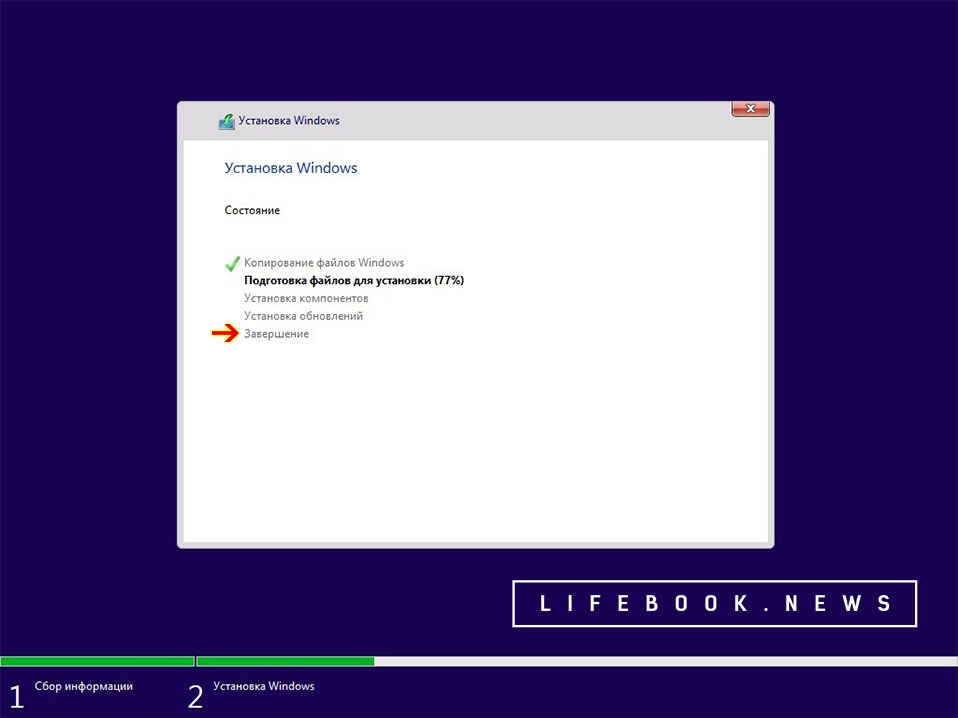 Установка Windows
Установка Windows
Состояние
Копирование файлов Windows
Подготовка файлов для установки (77%)
Установка компонентов
Установка обновлений
Завершение
LIFEBOOK.NEWS
1 Сбор информации
2 Установка Windows